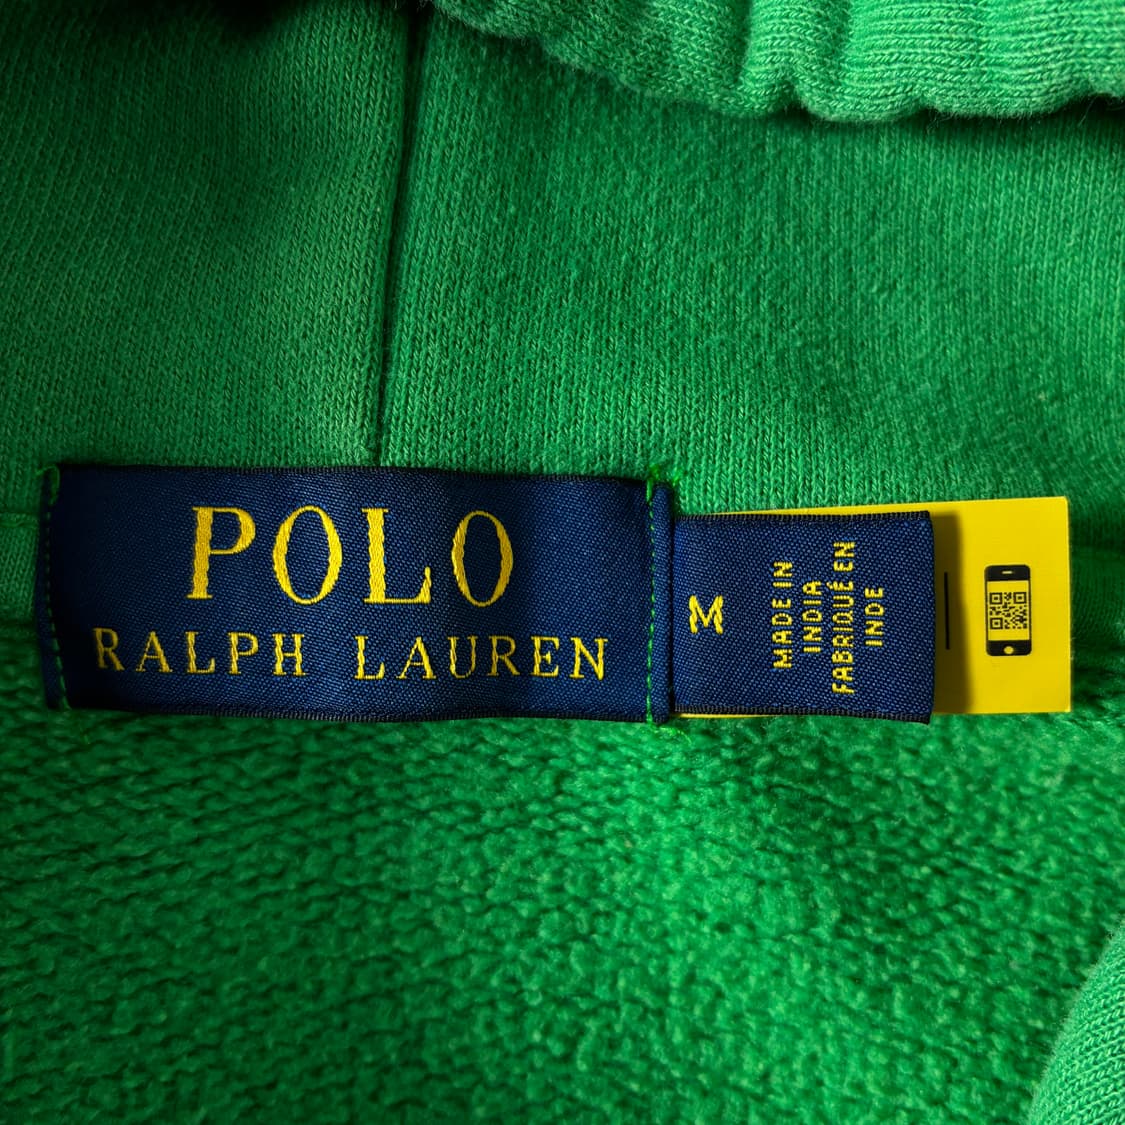 POLO
RALPH LAUREN
M
MADE IN
INDIA
FABRIQUÉ EN
INDE